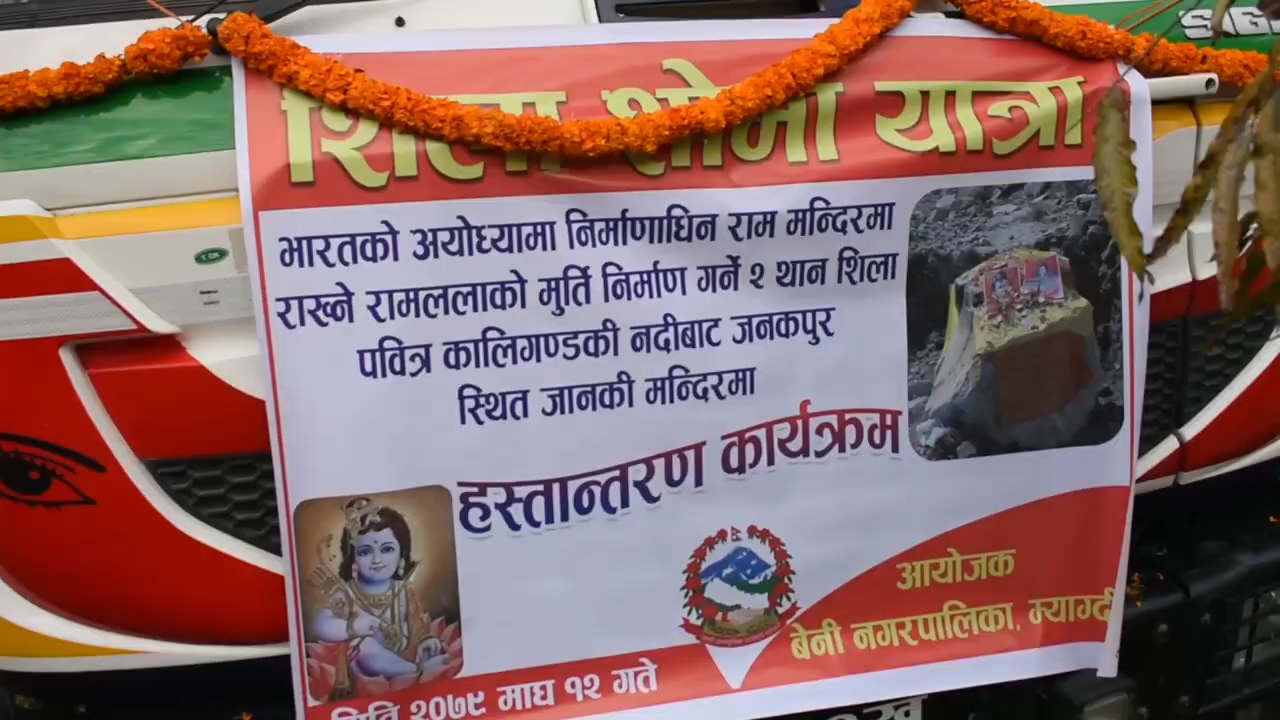 शिला शोभा यात्रा
भारतको अयोध्यामा निर्माणाधिन राम मन्दिरमा
राख्ने रामललाको मुर्ति निर्माण गर्ने २ थान शिला
पवित्र कालिगण्डकी नदीबाट जनकपुर
स्थित जानकी मन्दिरमा
हस्तान्तरण कार्यक्रम
आयोजक
बेनी नगरपालिका, म्याग्दी
मिति २०७९ माघ १२ गते